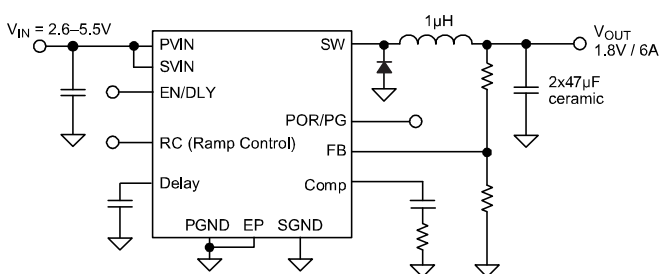 V_IN = 2.6–5.5V
PVIN
SVIN
EN/DLY
RC (Ramp Control)
Delay
PGND EP SGND
SW
POR/PG
FB
Comp
1µH
V_OUT
1.8V / 6A
2x47µF
ceramic